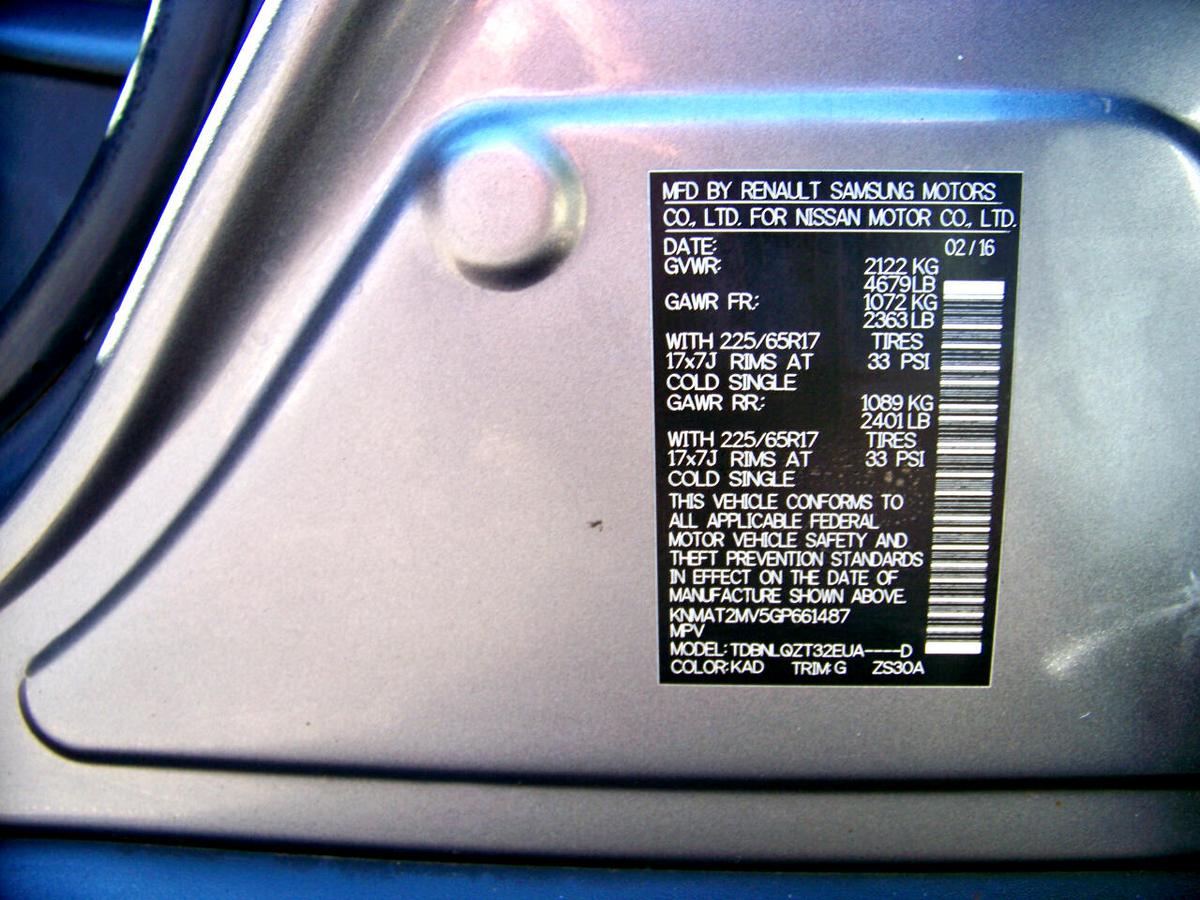 MFD BY RENAULT SAMSUNG MOTORS
CO., LTD. FOR NISSAN MOTOR CO., LTD.
DATE: 02/16
GVWR: 2122 KG
4679LB
GAWR FR: 1072 KG
2363LB
WITH 225/65R17 TIRES
17x7J RIMS AT 33 PSI
COLD SINGLE
GAWR RR: 1089 KG
2401LB
WITH 225/65R17 TIRES
17x7J RIMS AT 33 PSI
COLD SINGLE
THIS VEHICLE CONFORMS TO
ALL APPLICABLE FEDERAL
MOTOR VEHICLE SAFETY AND
THEFT PREVENTION STANDARDS
IN EFFECT ON THE DATE OF
MANUFACTURE SHOWN ABOVE.
KNMAT2MV5GP661487
MPV
MODEL:TDBNLQZT32EUA----D
COLOR:KAD TRIM:G ZS30A